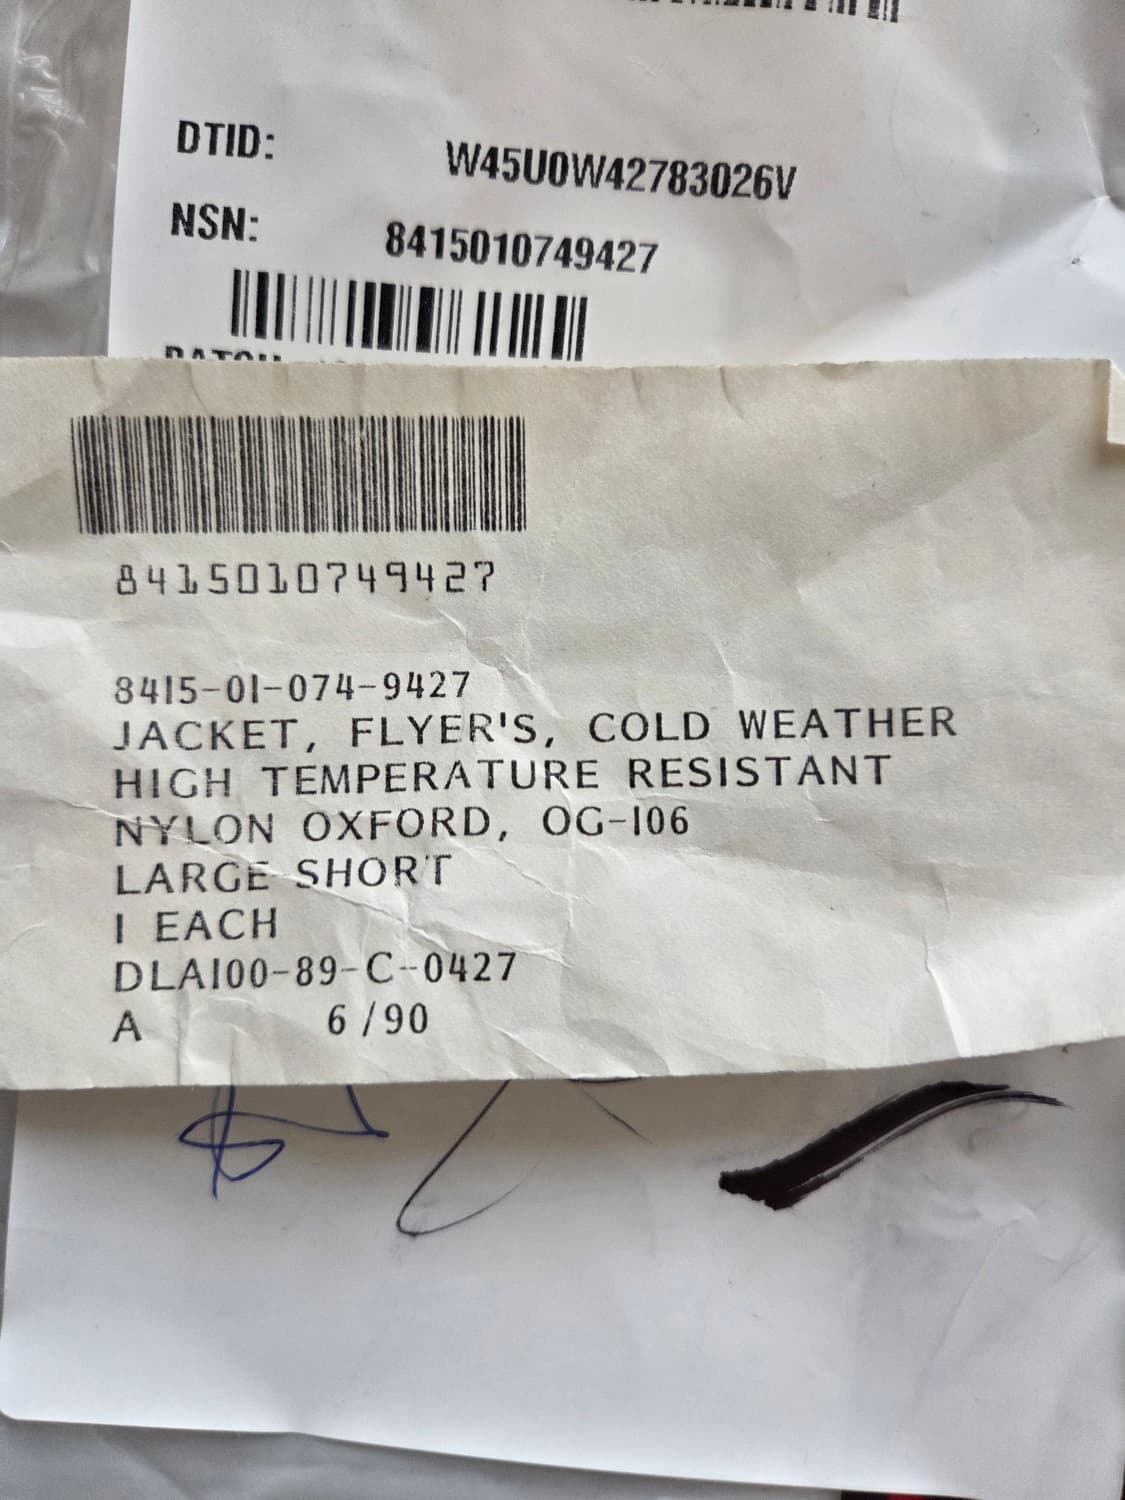 DTID: W45U0W42783026V
NSN: 8415010749427
8415010749427
8415-01-074-9427
JACKET, FLYER'S, COLD WEATHER
HIGH TEMPERATURE RESISTANT
NYLON OXFORD, OG-106
LARGE SHORT
1 EACH
DLA100-89-C-0427
A 6/90